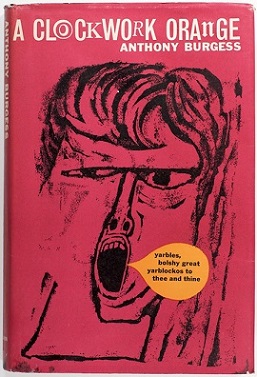 A CLOCKWORK ORANGE
ANTHONY BURGESS
yarbles,
bolshy great
yarblockos to
thee and thine
ANTHONY BURGESS